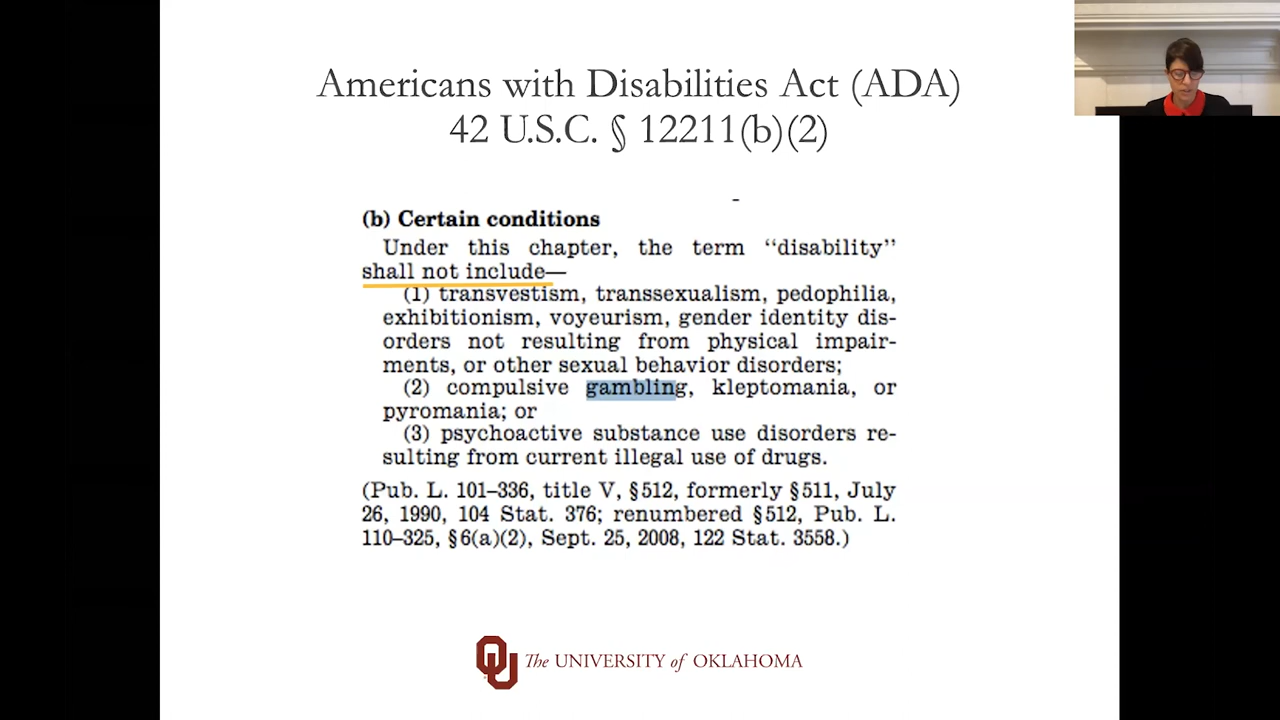 Americans with Disabilities Act (ADA)
42 U.S.C. § 12211(b)(2)
(b) Certain conditions
Under this chapter, the term ‘‘disability’’
shall not include—
(1) transvestism, transsexualism, pedophilia,
exhibitionism, voyeurism, gender identity dis-
orders not resulting from physical impair-
ments, or other sexual behavior disorders;
(2) compulsive gambling, kleptomania, or
pyromania; or
(3) psychoactive substance use disorders re-
sulting from current illegal use of drugs.
(Pub. L. 101–336, title V, §512, formerly §511, July
26, 1990, 104 Stat. 376; renumbered §512, Pub. L.
110–325, §6(a)(2), Sept. 25, 2008, 122 Stat. 3558.)
OU The UNIVERSITY of OKLAHOMA